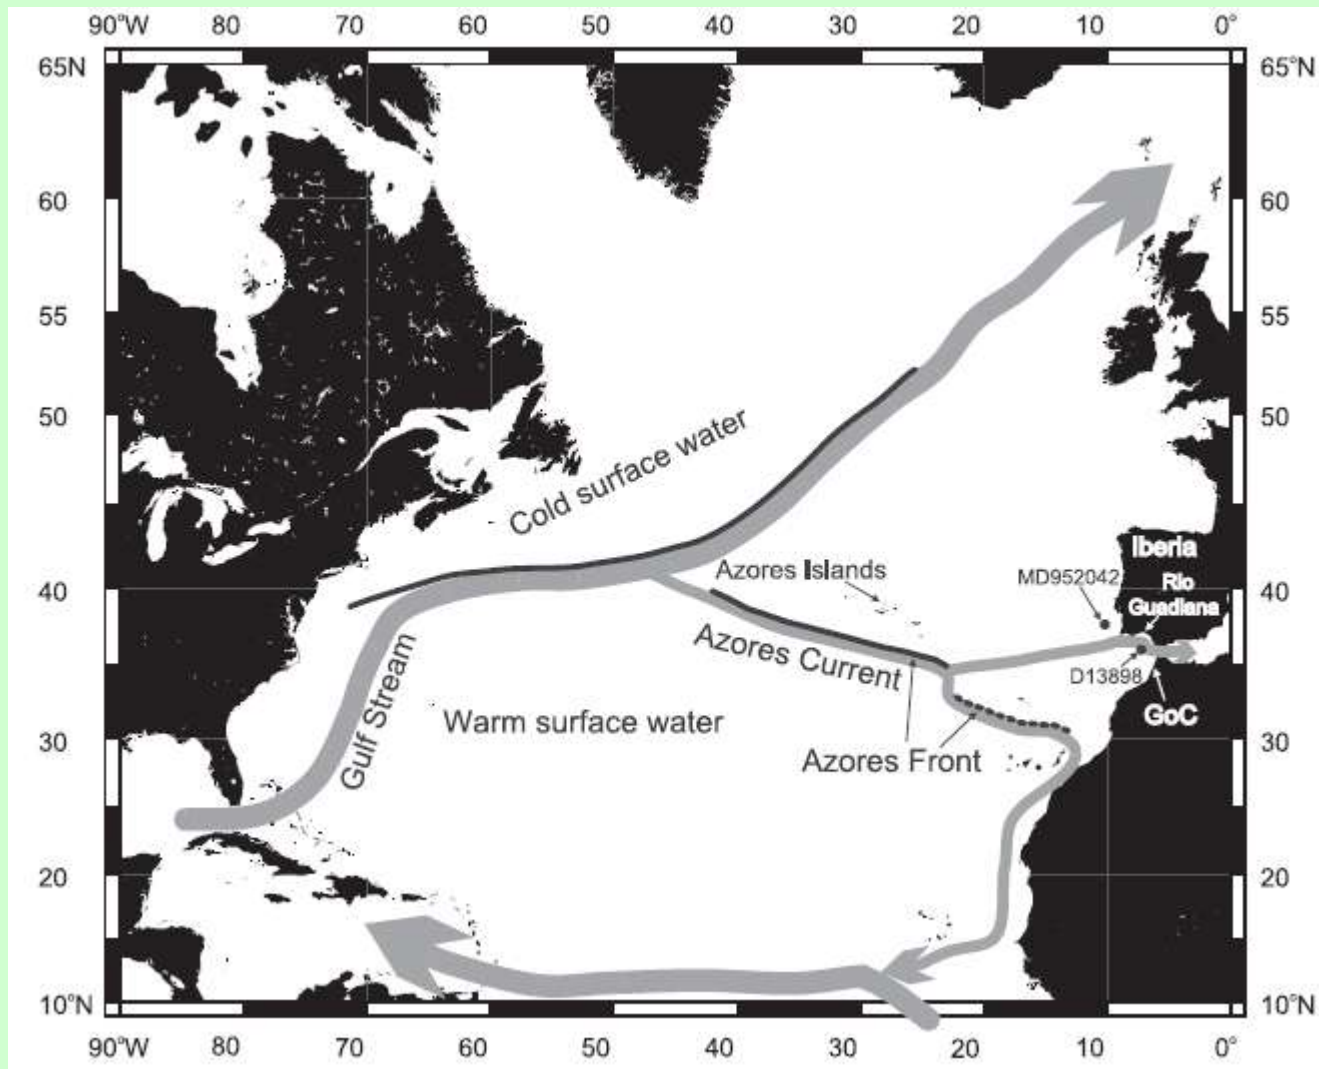 90°W 80 70 60 50 40 30 20 10 0°
65N 65°N
60 60
55 55
50 50
Cold surface water
Iberia
Azores Islands
MD952042
Rio
40 40
Guadiana
Azores Current
D13898
Gulf Stream
Warm surface water
GoC
30 30
Azores Front
20 20
10°N 10°N
90°W 80 70 60 50 40 30 20 10 0°